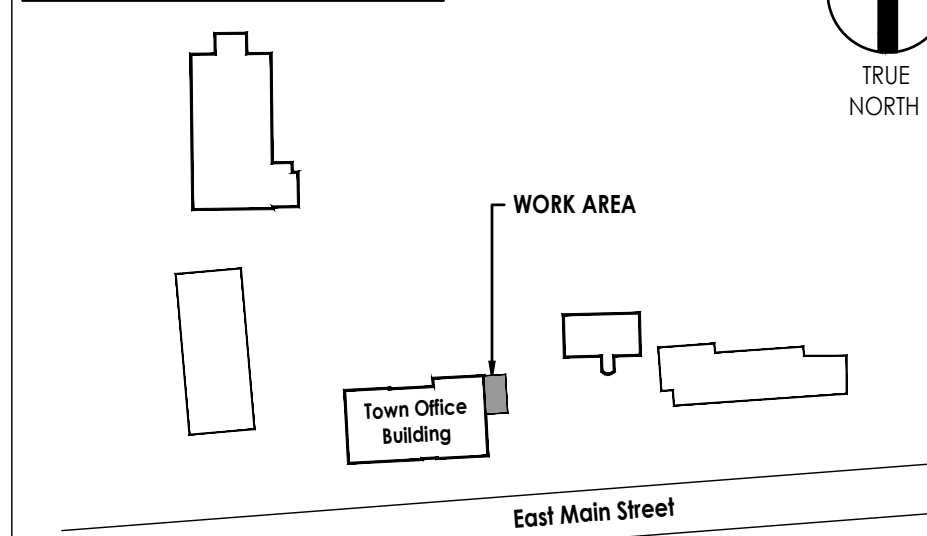 TRUE
NORTH
WORK AREA
Town Office
Building
East Main Street